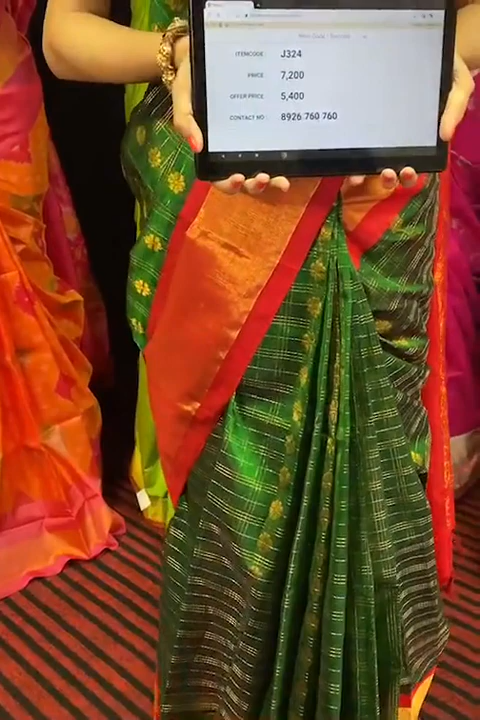 ITEMCODE J324
PRICE 7,200
OFFER PRICE 5,400
CONTACT NO 8926 760 760